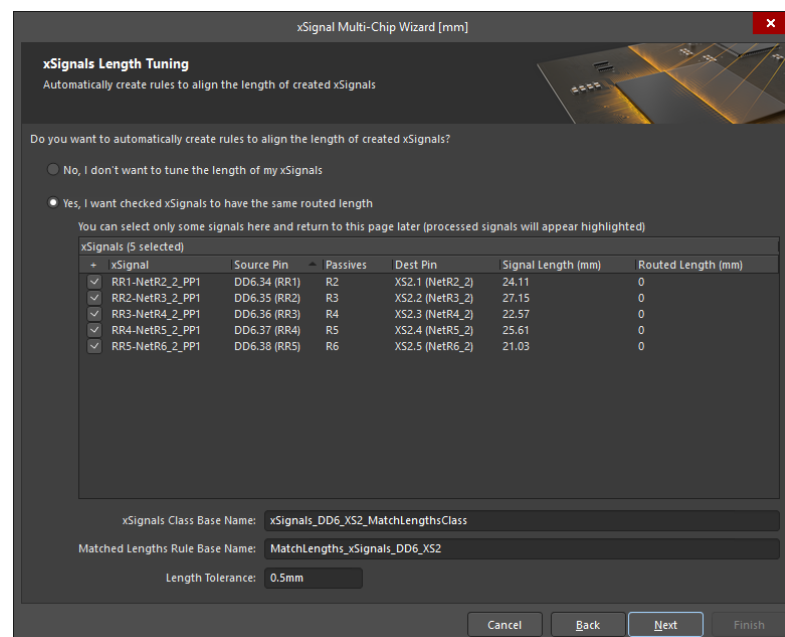 xSignal Multi-Chip Wizard [mm]
xSignals Length Tuning
Automatically create rules to align the length of created xSignals
Do you want to automatically create rules to align the length of created xSignals?
No, I don't want to tune the length of my xSignals
Yes, I want checked xSignals to have the same routed length
You can select only some signals here and return to this page later (processed signals will appear highlighted)
xSignals (5 selected)
+ xSignal Source Pin Passives Dest Pin Signal Length (mm) Routed Length (mm)
RR1-NetR2_2_PP1 DD6.34 (RR1) R2 XS2.1 (NetR2_2) 24.11 0
RR2-NetR3_2_PP1 DD6.35 (RR2) R3 XS2.2 (NetR3_2) 27.15 0
RR3-NetR4_2_PP1 DD6.36 (RR3) R4 XS2.3 (NetR4_2) 22.57 0
RR4-NetR5_2_PP1 DD6.37 (RR4) R5 XS2.4 (NetR5_2) 25.61 0
RR5-NetR6_2_PP1 DD6.38 (RR5) R6 XS2.5 (NetR6_2) 21.03 0
xSignals Class Base Name: xSignals_DD6_XS2_MatchLengthsClass
Matched Lengths Rule Base Name: MatchLengths_xSignals_DD6_XS2
Length Tolerance: 0.5mm
Cancel Back Next Finish